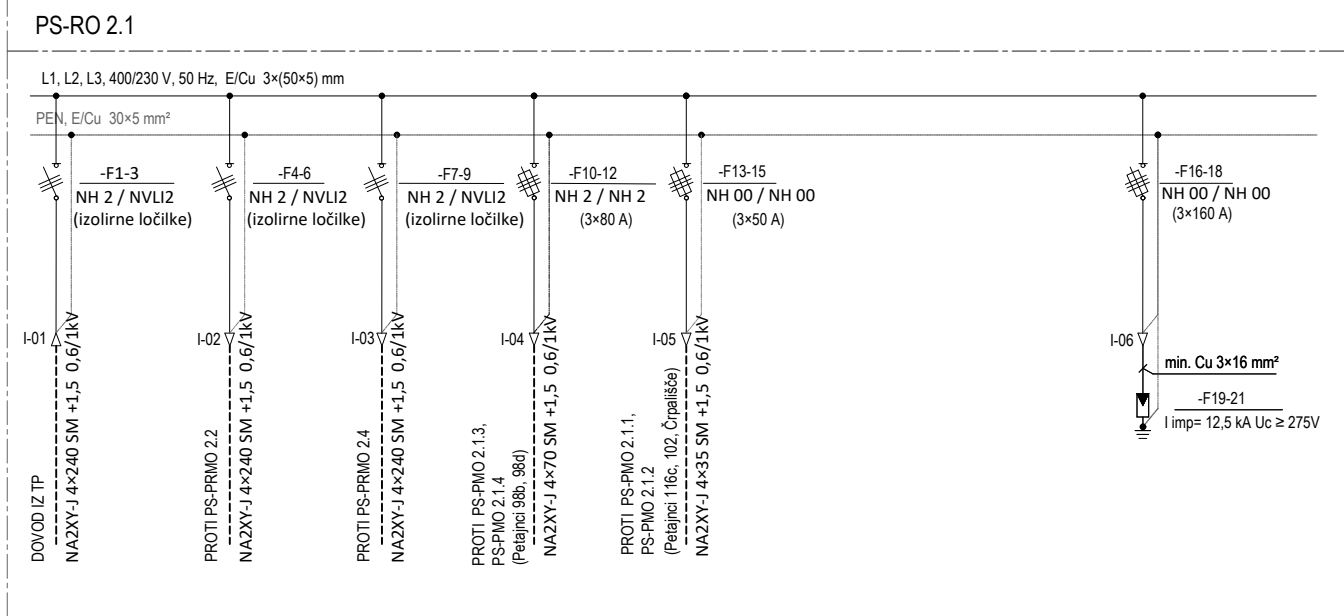 PS-RO 2.1
L1, L2, L3, 400/230 V, 50 Hz, E/Cu 3×(50×5) mm
PEN, E/Cu 30×5 mm²
-F1-3
NH 2 / NVLI2
(izolirne ločilke)
-F4-6
NH 2 / NVLI2
(izolirne ločilke)
-F7-9
NH 2 / NVLI2
(izolirne ločilke)
-F10-12
NH 2 / NH 2
(3×80 A)
-F13-15
NH 00 / NH 00
(3×50 A)
-F16-18
NH 00 / NH 00
(3×160 A)
I-01
DOVOD IZ TP
NA2XY-J 4×240 SM +1,5 0,6/1kV
I-02
PROTI PS-PRMO 2.2
NA2XY-J 4×240 SM +1,5 0,6/1kV
I-03
PROTI PS-PRMO 2.4
NA2XY-J 4×240 SM +1,5 0,6/1kV
I-04
PROTI PS-PMO 2.1.3,
PS-PMO 2.1.4
(Petajnci 98b, 98d)
NA2XY-J 4×70 SM +1,5 0,6/1kV
I-05
PROTI PS-PMO 2.1.1,
PS-PMO 2.1.2
(Petajnci 116c, 102, Črpališče)
NA2XY-J 4×35 SM +1,5 0,6/1kV
I-06
min. Cu 3×16 mm²
-F19-21
I imp= 12,5 kA Uc ≥ 275V